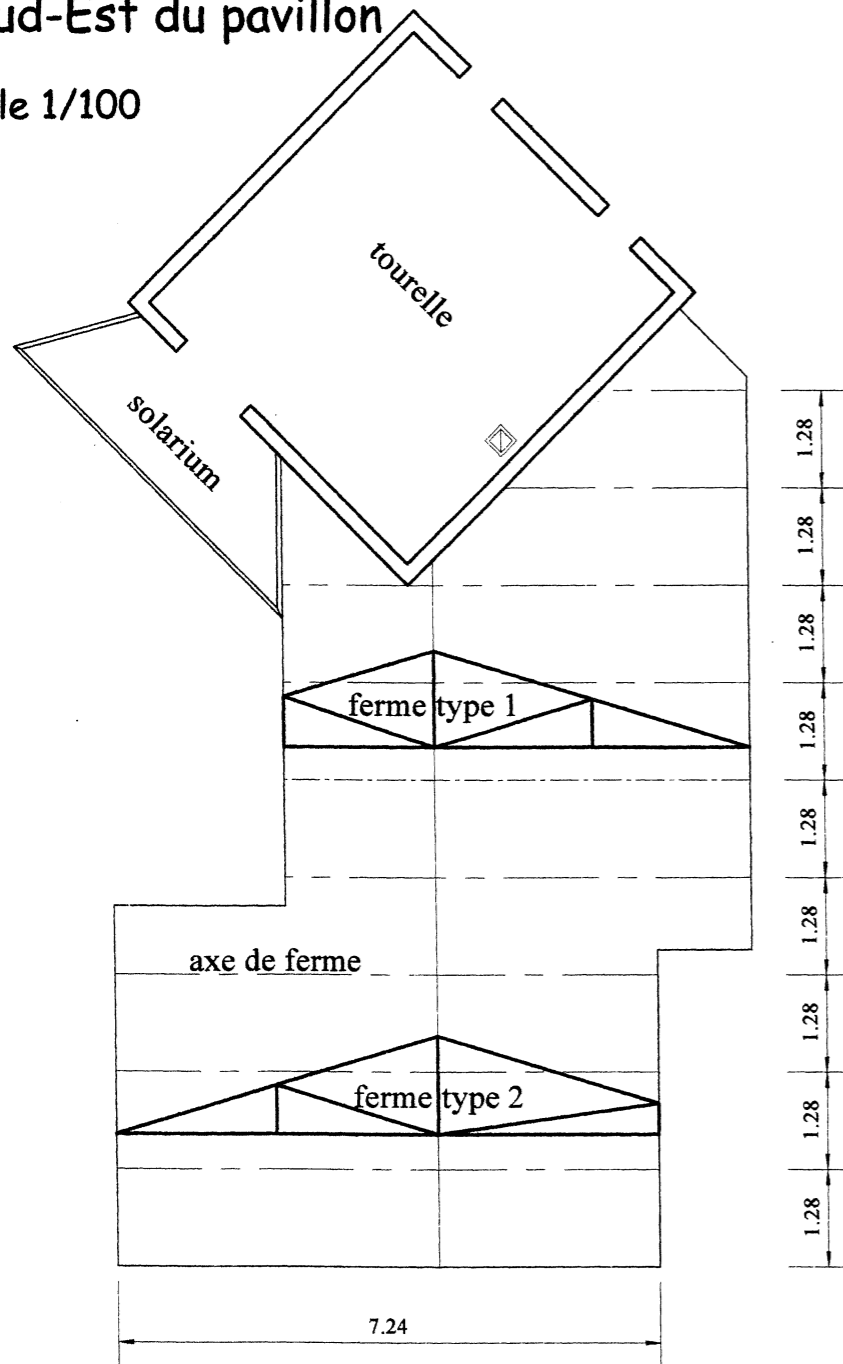 ud-Est du pavillon
le 1/100
tourelle
solarium
1.28
1.28
1.28
ferme type 1
1.28
1.28
1.28
axe de ferme
1.28
ferme type 2
1.28
1.28
7.24